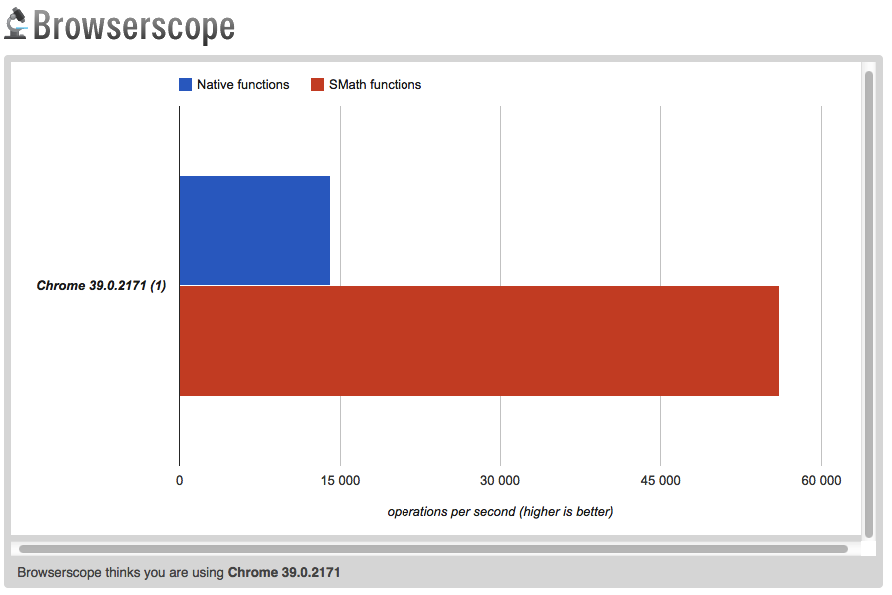 Browserscope
Native functions SMath functions
Chrome 39.0.2171 (1)
0 15 000 30 000 45 000 60 000
operations per second (higher is better)
Browserscope thinks you are using Chrome 39.0.2171